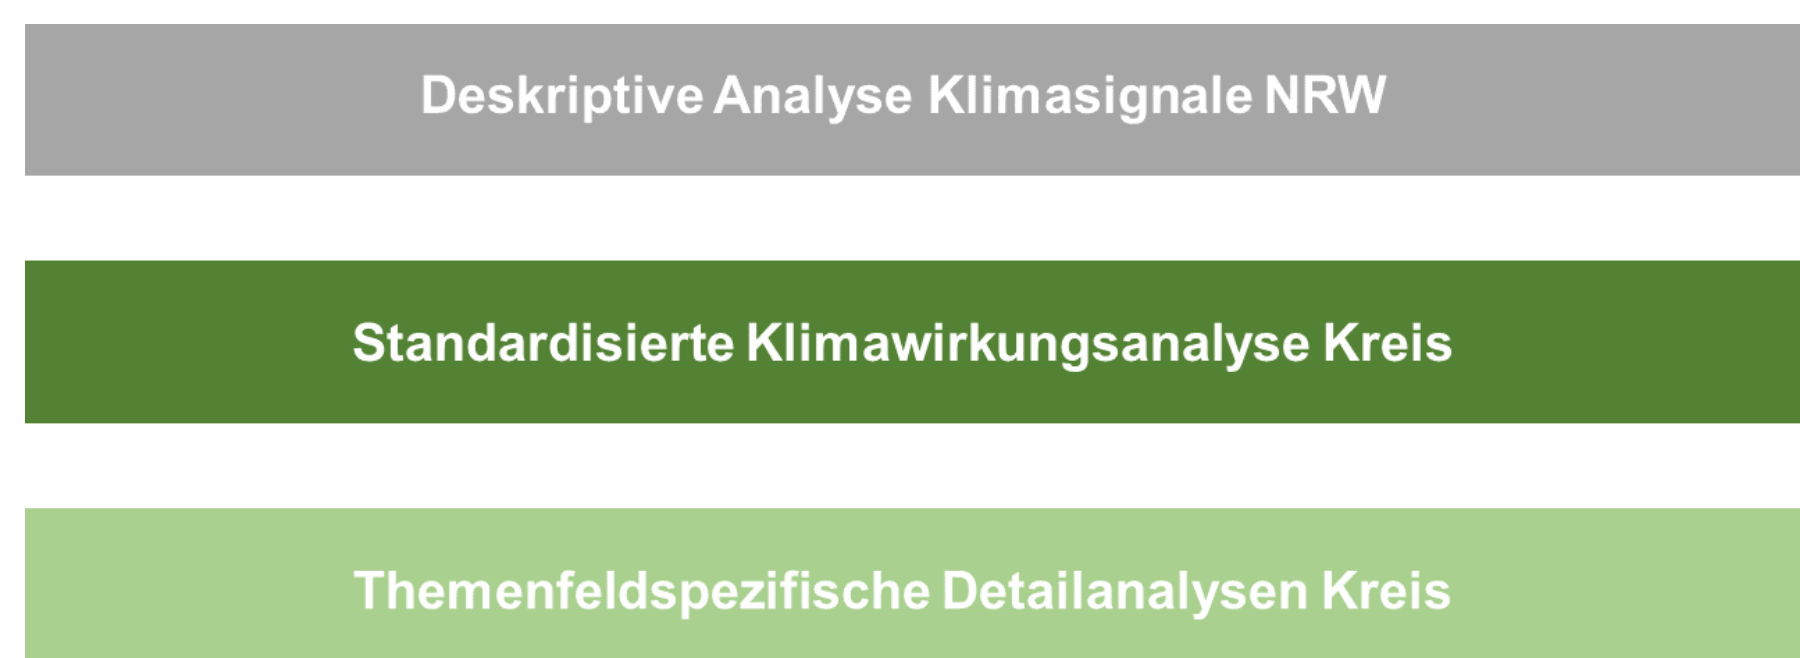 Deskriptive Analyse Klimasignale NRW
Standardisierte Klimawirkungsanalyse Kreis
Themenfeldspezifische Detailanalysen Kreis